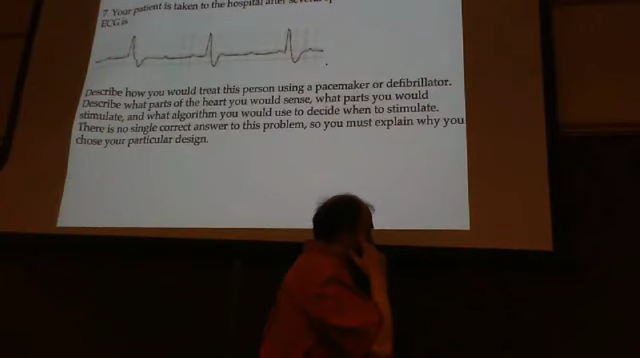 7. Your patient is taken to the hospital after several
ECG is
Describe how you would treat this person using a pacemaker or defibrillator.
Describe what parts of the heart you would sense, what parts you would
stimulate, and what algorithm you would use to decide when to stimulate.
There is no single correct answer to this problem, so you must explain why you
chose your particular design.